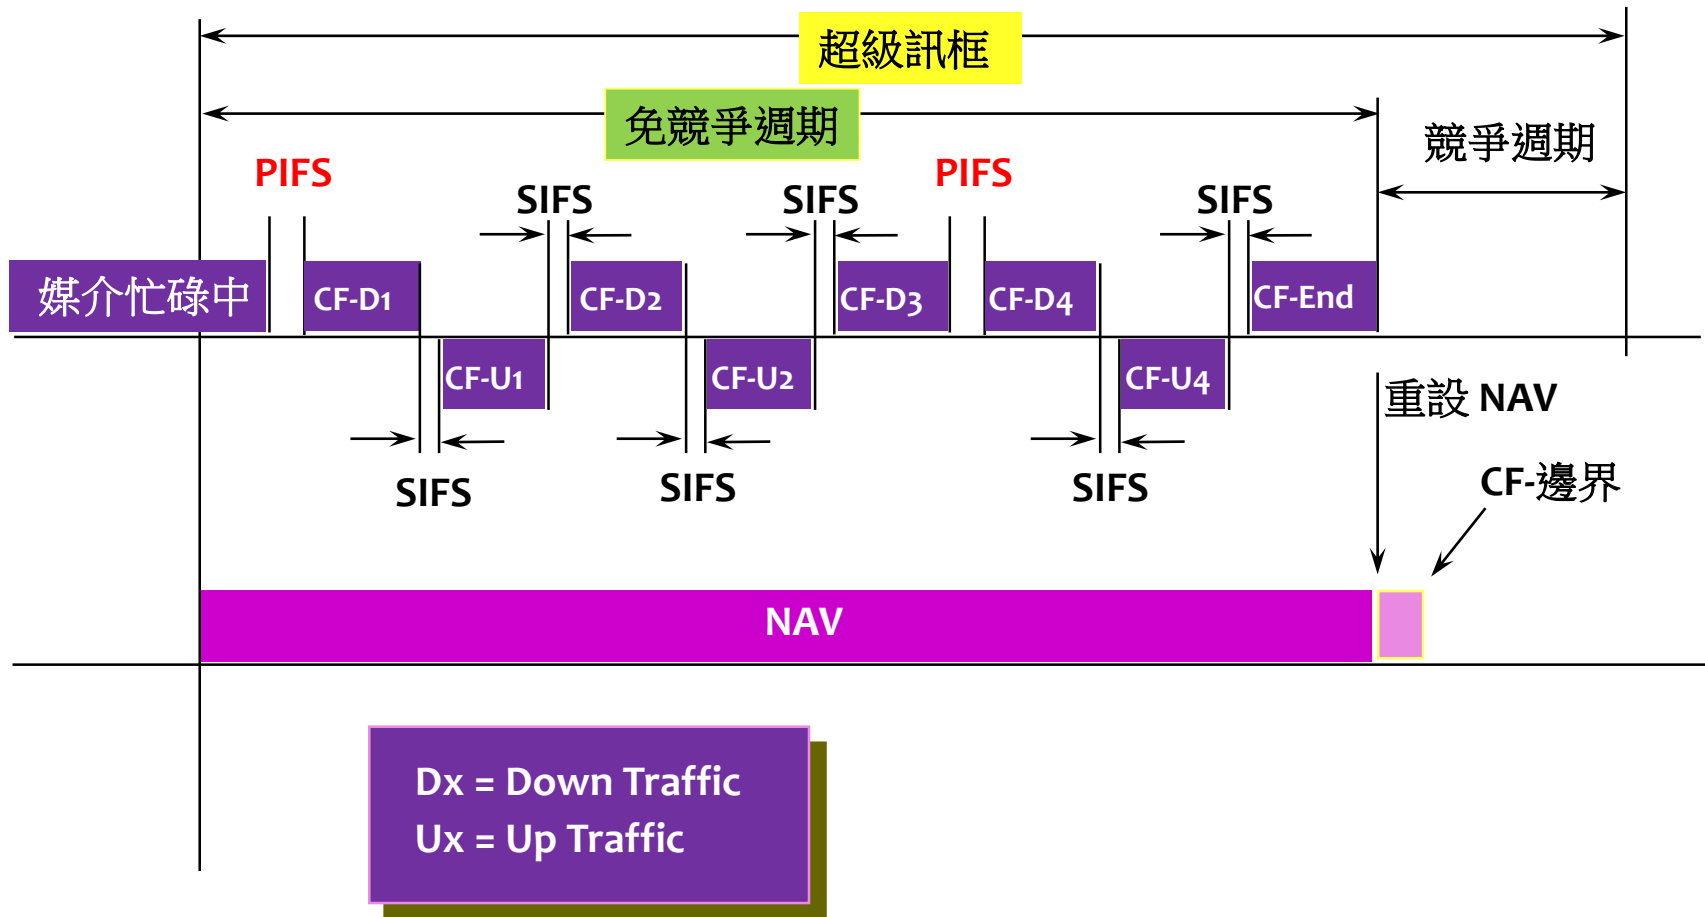 超級訊框
免競爭週期
競爭週期
PIFS
SIFS
SIFS
PIFS
SIFS
媒介忙碌中
CF-D1
CF-D2
CF-D3
CF-D4
CF-End
CF-U1
CF-U2
CF-U4
重設 NAV
SIFS
SIFS
SIFS
CF-邊界
NAV
Dx = Down Traffic
Ux = Up Traffic